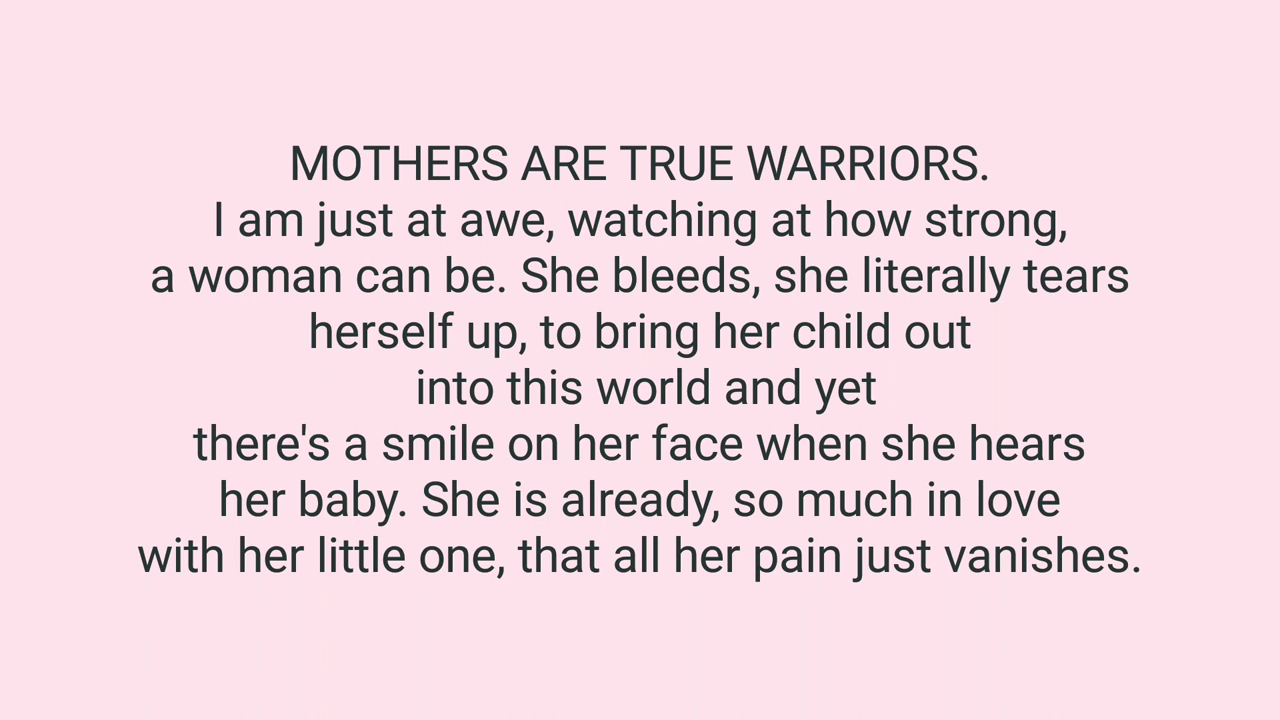 MOTHERS ARE TRUE WARRIORS.
I am just at awe, watching at how strong,
a woman can be. She bleeds, she literally tears
herself up, to bring her child out
into this world and yet
there's a smile on her face when she hears
her baby. She is already, so much in love
with her little one, that all her pain just vanishes.